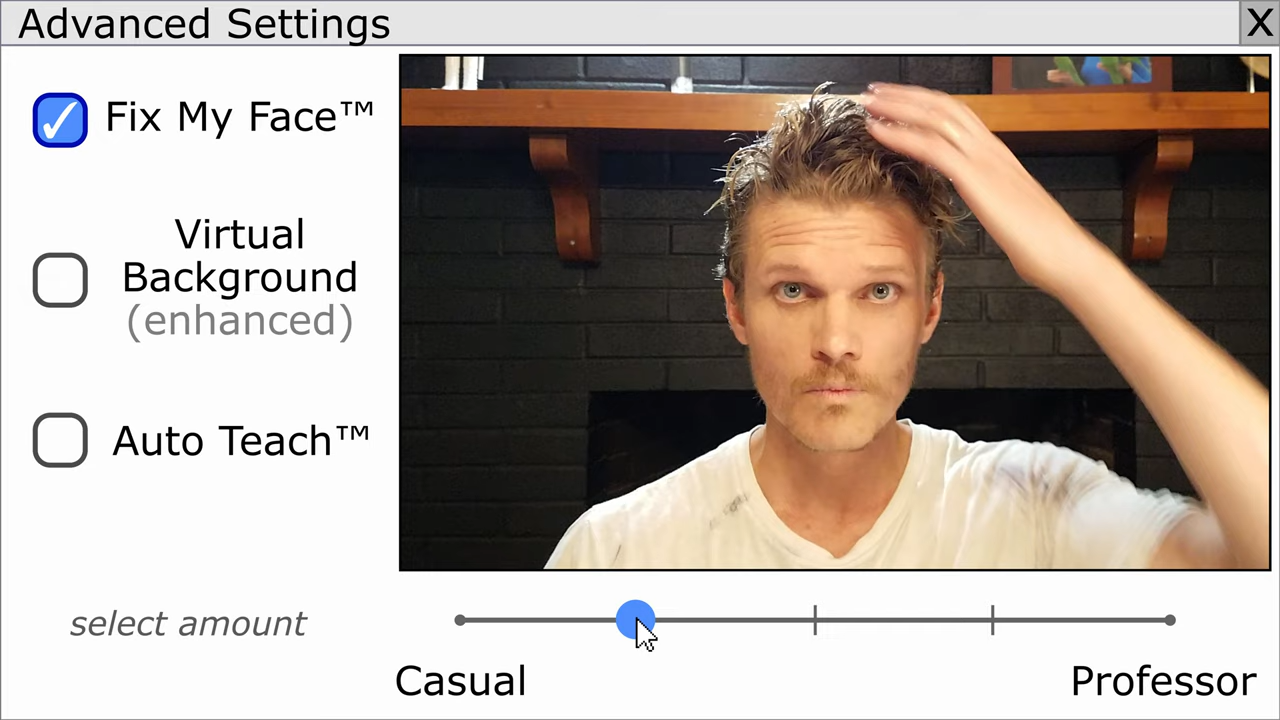 Advanced Settings
X
Fix My Face™
Virtual
Background
(enhanced)
Auto Teach™
select amount
Casual
Professor